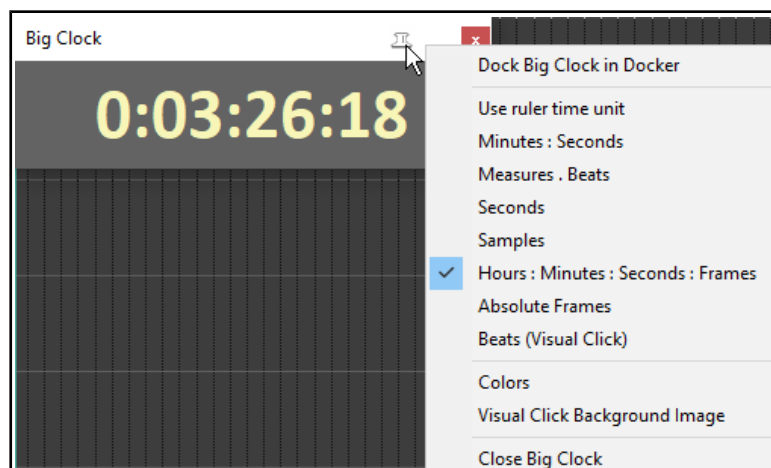 Big Clock
x
0:03:26:18
Dock Big Clock in Docker
Use ruler time unit
Minutes : Seconds
Measures . Beats
Seconds
Samples
Hours : Minutes : Seconds : Frames
Absolute Frames
Beats (Visual Click)
Colors
Visual Click Background Image
Close Big Clock